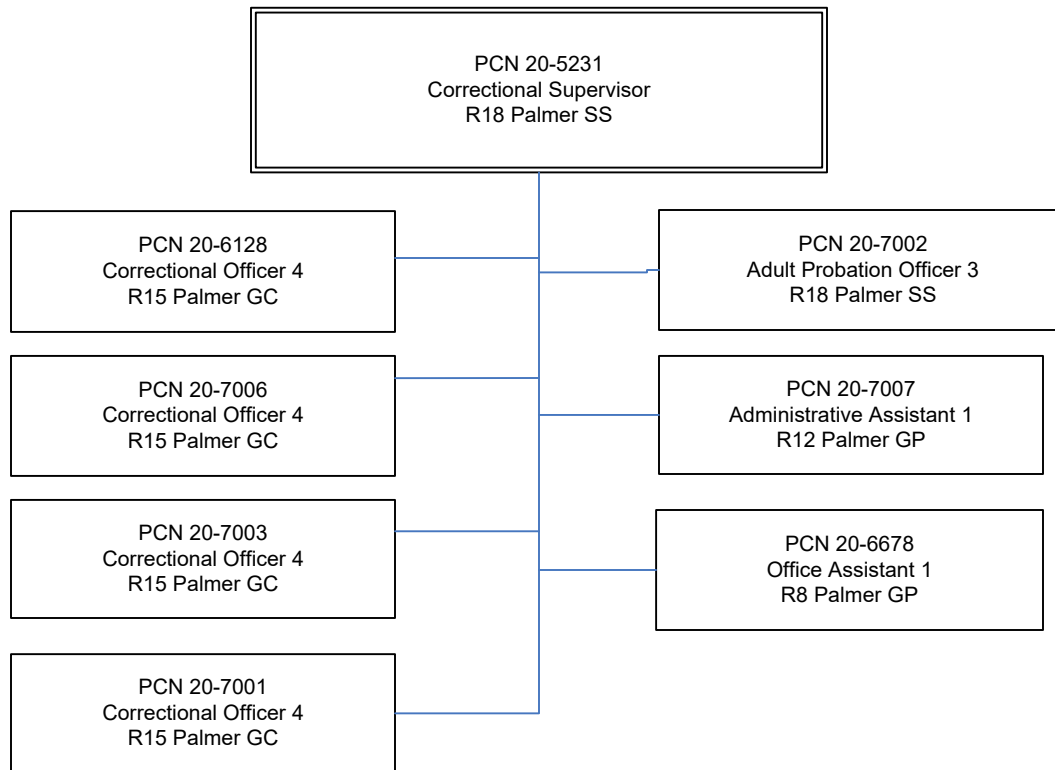 PCN 20-5231
Correctional Supervisor
R18 Palmer SS
PCN 20-6128
Correctional Officer 4
R15 Palmer GC
PCN 20-7002
Adult Probation Officer 3
R18 Palmer SS
PCN 20-7006
Correctional Officer 4
R15 Palmer GC
PCN 20-7007
Administrative Assistant 1
R12 Palmer GP
PCN 20-7003
Correctional Officer 4
R15 Palmer GC
PCN 20-6678
Office Assistant 1
R8 Palmer GP
PCN 20-7001
Correctional Officer 4
R15 Palmer GC